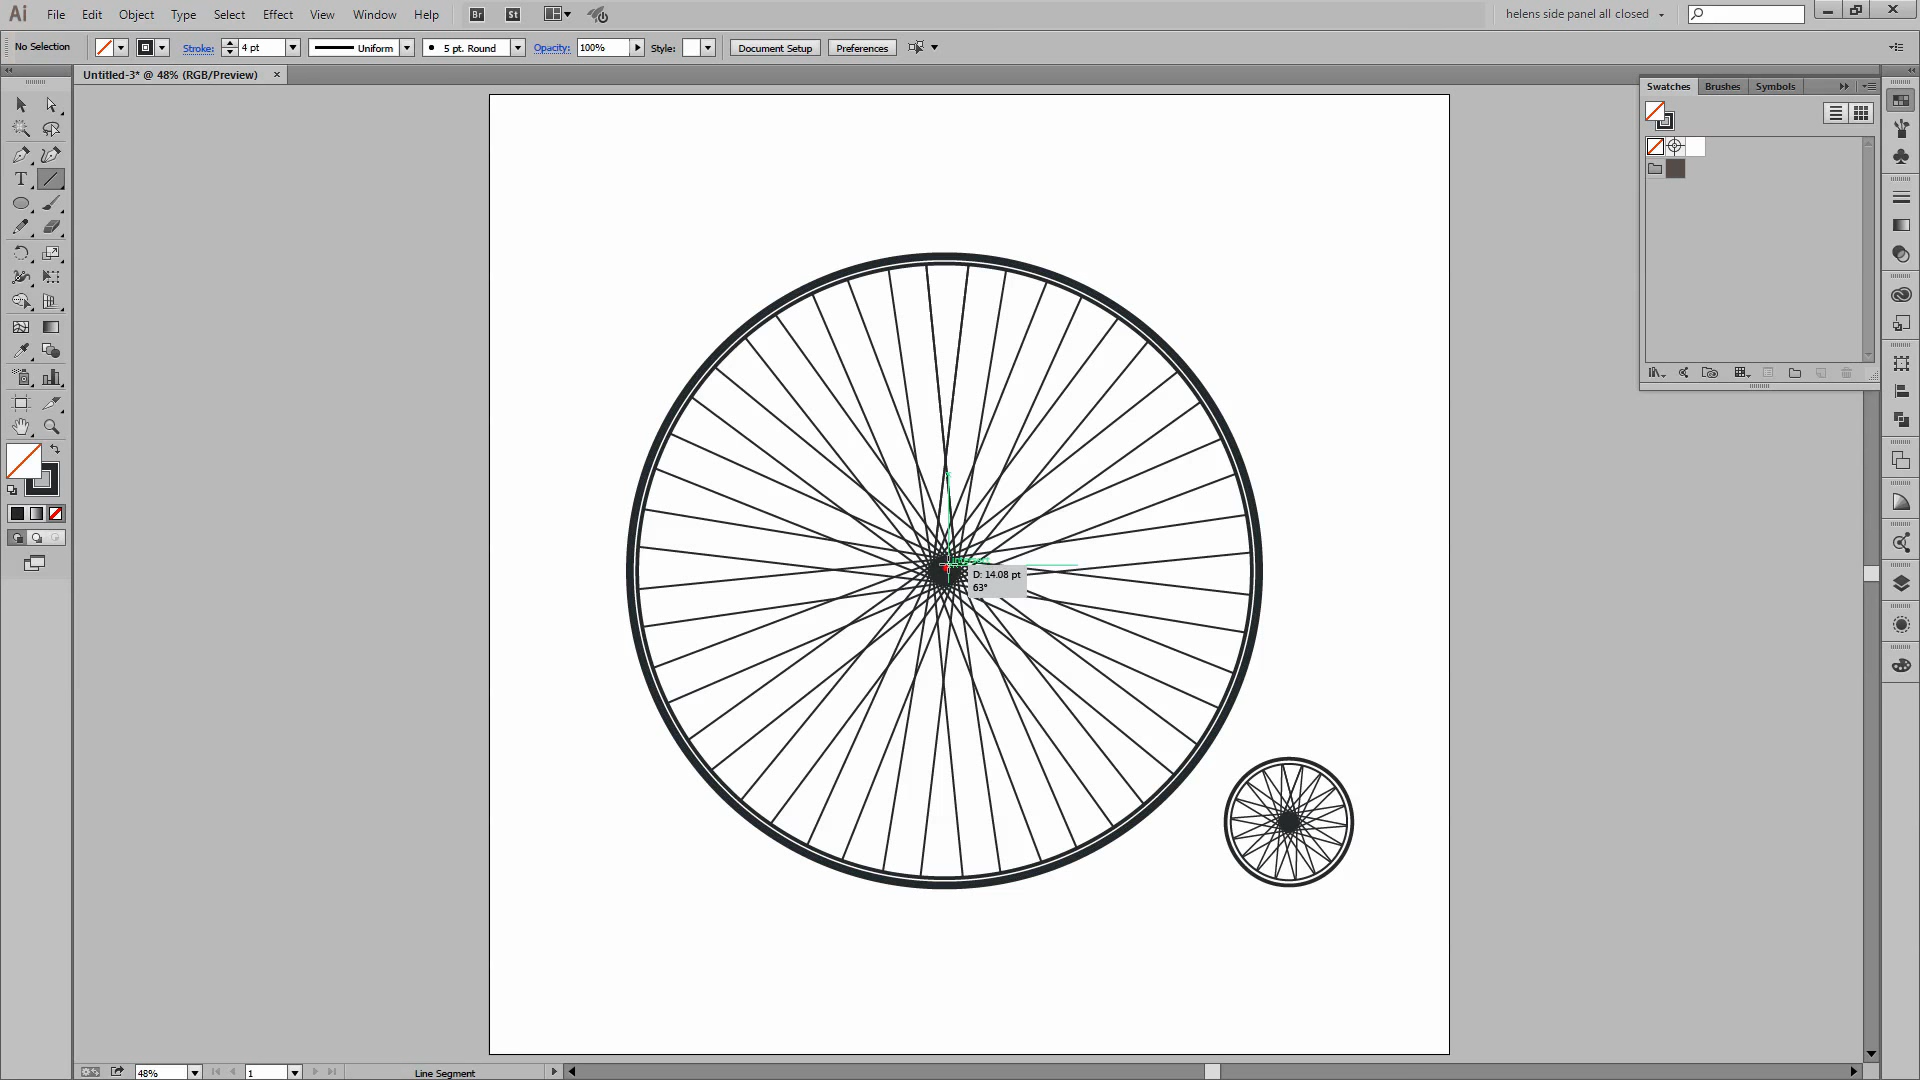 Ai File Edit Object Type Select Effect View Window Help Br St helens side panel all closed
No Selection Stroke: 4 pt Uniform 5 pt. Round Opacity: 100% Style: Document Setup Preferences
Untitled-3* @ 48% (RGB/Preview) ×
Swatches Brushes Symbols
T
D: 14.08 pt
63°
48% 1 Line Segment